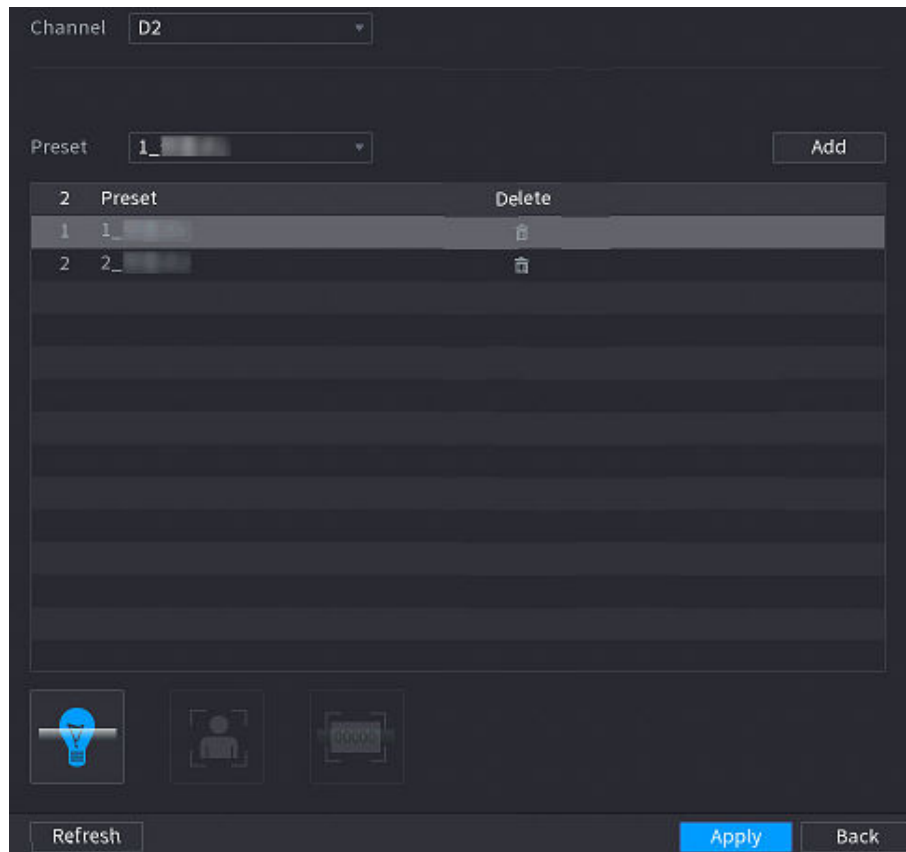 Channel D2
Preset 1_
Add
2 Preset Delete
1 1_
2 2_
Refresh Apply Back